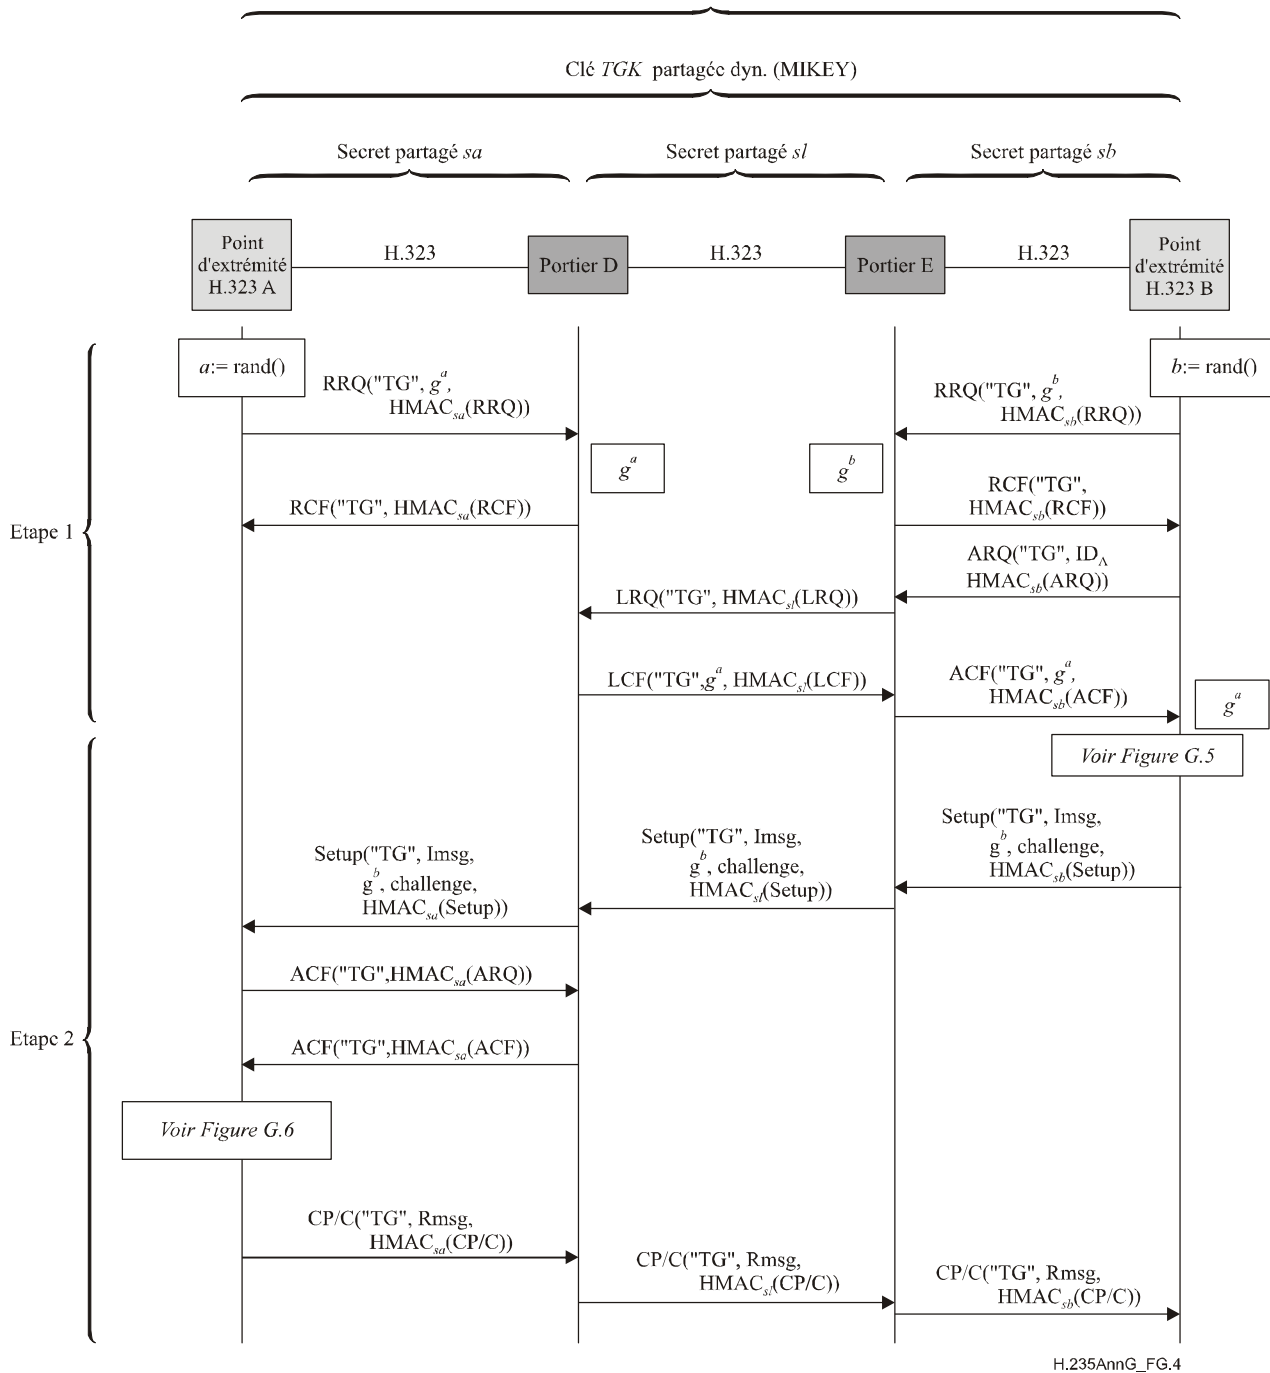 Clé TGK partagée dyn. (MIKEY)
Secret partagé sa
Secret partagé sl
Secret partagé sb
Point
d'extrémité
H.323 A
H.323
Portier D
H.323
Portier E
H.323
Point
d'extrémité
H.323 B
Etape 1
a:= rand()
b:= rand()
RRQ("TG", g^a,
HMAC_sa(RRQ))
RRQ("TG", g^b,
HMAC_sb(RRQ))
g^a
g^b
RCF("TG", HMAC_sa(RCF))
RCF("TG",
HMAC_sb(RCF))
ARQ("TG", ID_A
HMAC_sb(ARQ))
LRQ("TG", HMAC_sl(LRQ))
LCF("TG",g^a, HMAC_sl(LCF))
ACF("TG", g^a,
HMAC_sb(ACF))
g^a
Etape 2
Voir Figure G.5
Setup("TG", Imsg,
g^b, challenge,
HMAC_sb(Setup))
Setup("TG", Imsg,
g^b, challenge,
HMAC_sl(Setup))
Setup("TG", Imsg,
g^b, challenge,
HMAC_sa(Setup))
ACF("TG",HMAC_sa(ARQ))
ACF("TG",HMAC_sa(ACF))
Voir Figure G.6
CP/C("TG", Rmsg,
HMAC_sa(CP/C))
CP/C("TG", Rmsg,
HMAC_sl(CP/C))
CP/C("TG", Rmsg,
HMAC_sb(CP/C))
H.235AnnG_FG.4